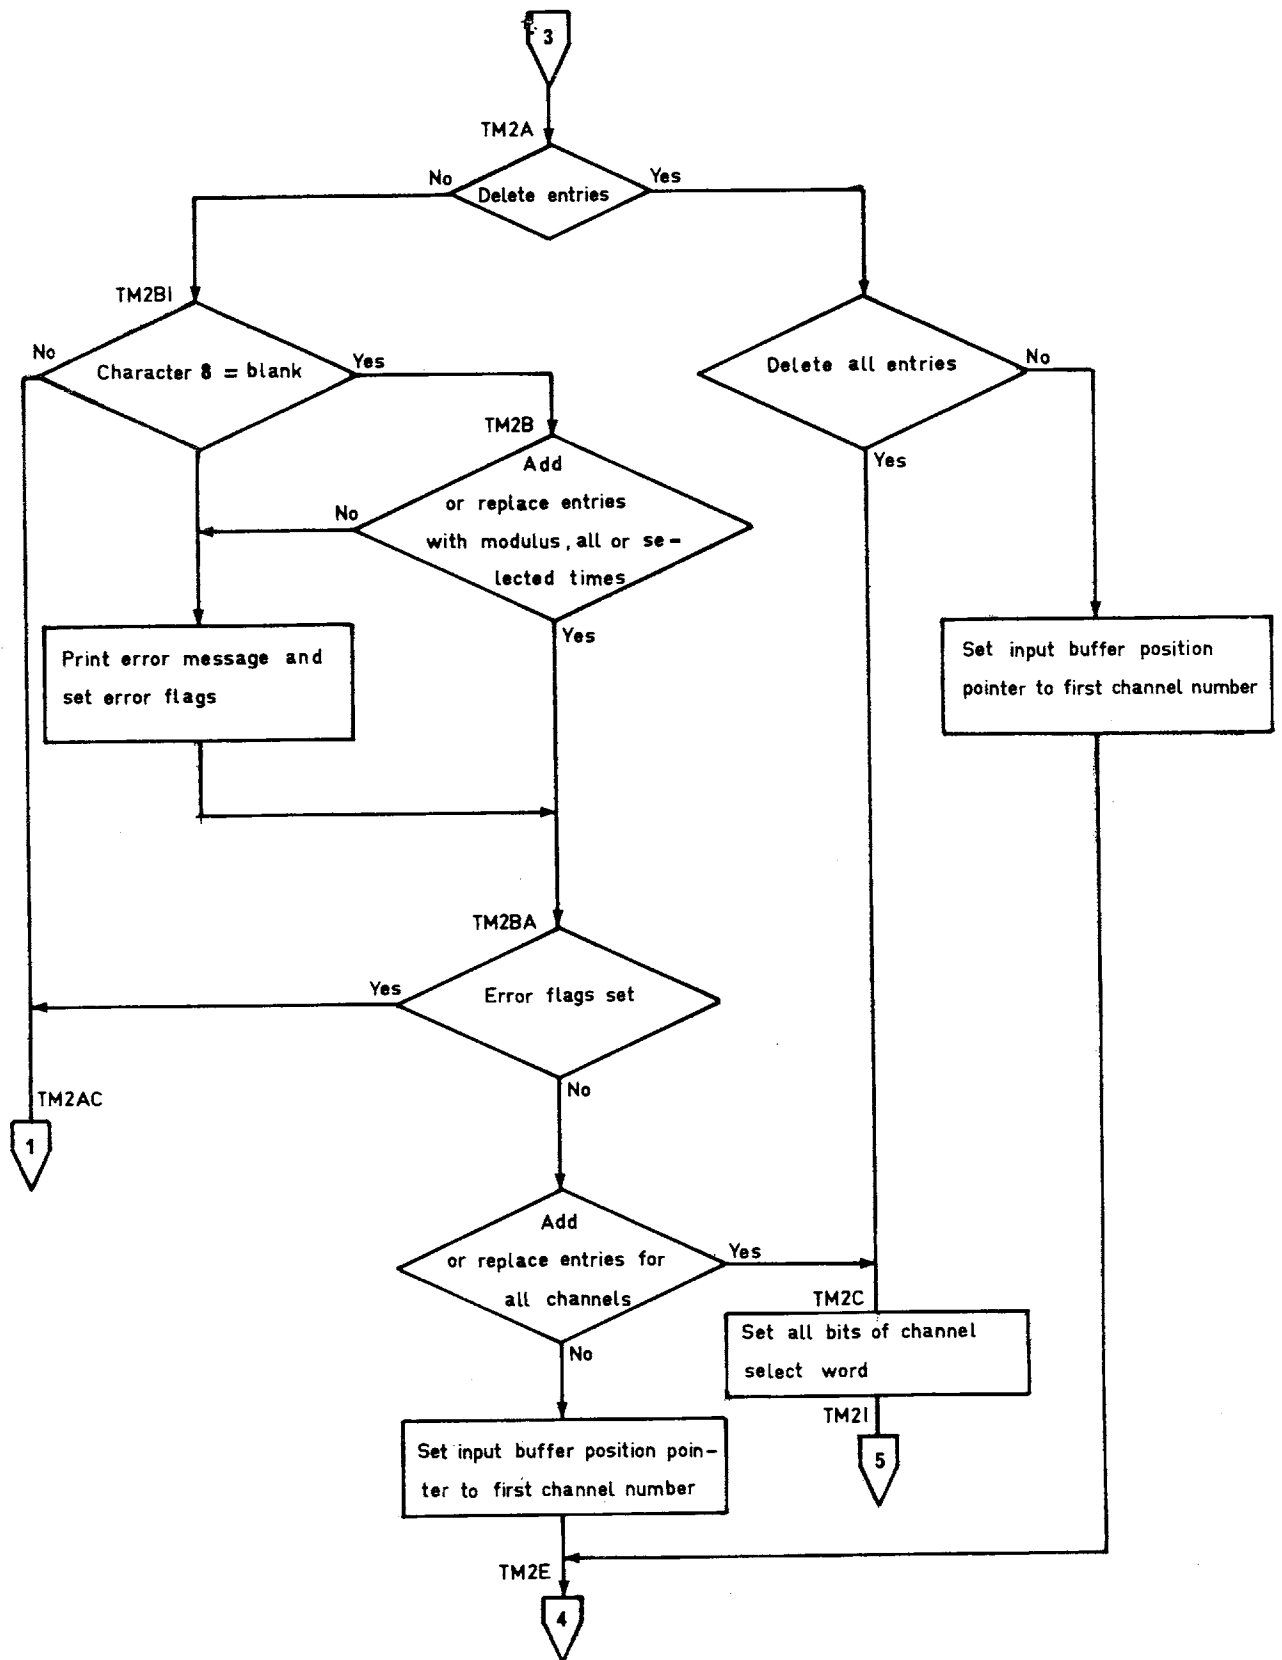 3
TM2A
No
Delete entries
Yes
TM2B1
No
Character 8 = blank
Yes
Delete all entries
No
Yes
TM2B
Add
or replace entries
with modulus, all or se-
lected times
No
Yes
Print error message and
set error flags
Set input buffer position
pointer to first channel number
TM2BA
Yes
Error flags set
No
TM2AC
1
Add
or replace entries for
all channels
Yes
No
TM2C
Set all bits of channel
select word
TM2I
5
Set input buffer position poin-
ter to first channel number
TM2E
4